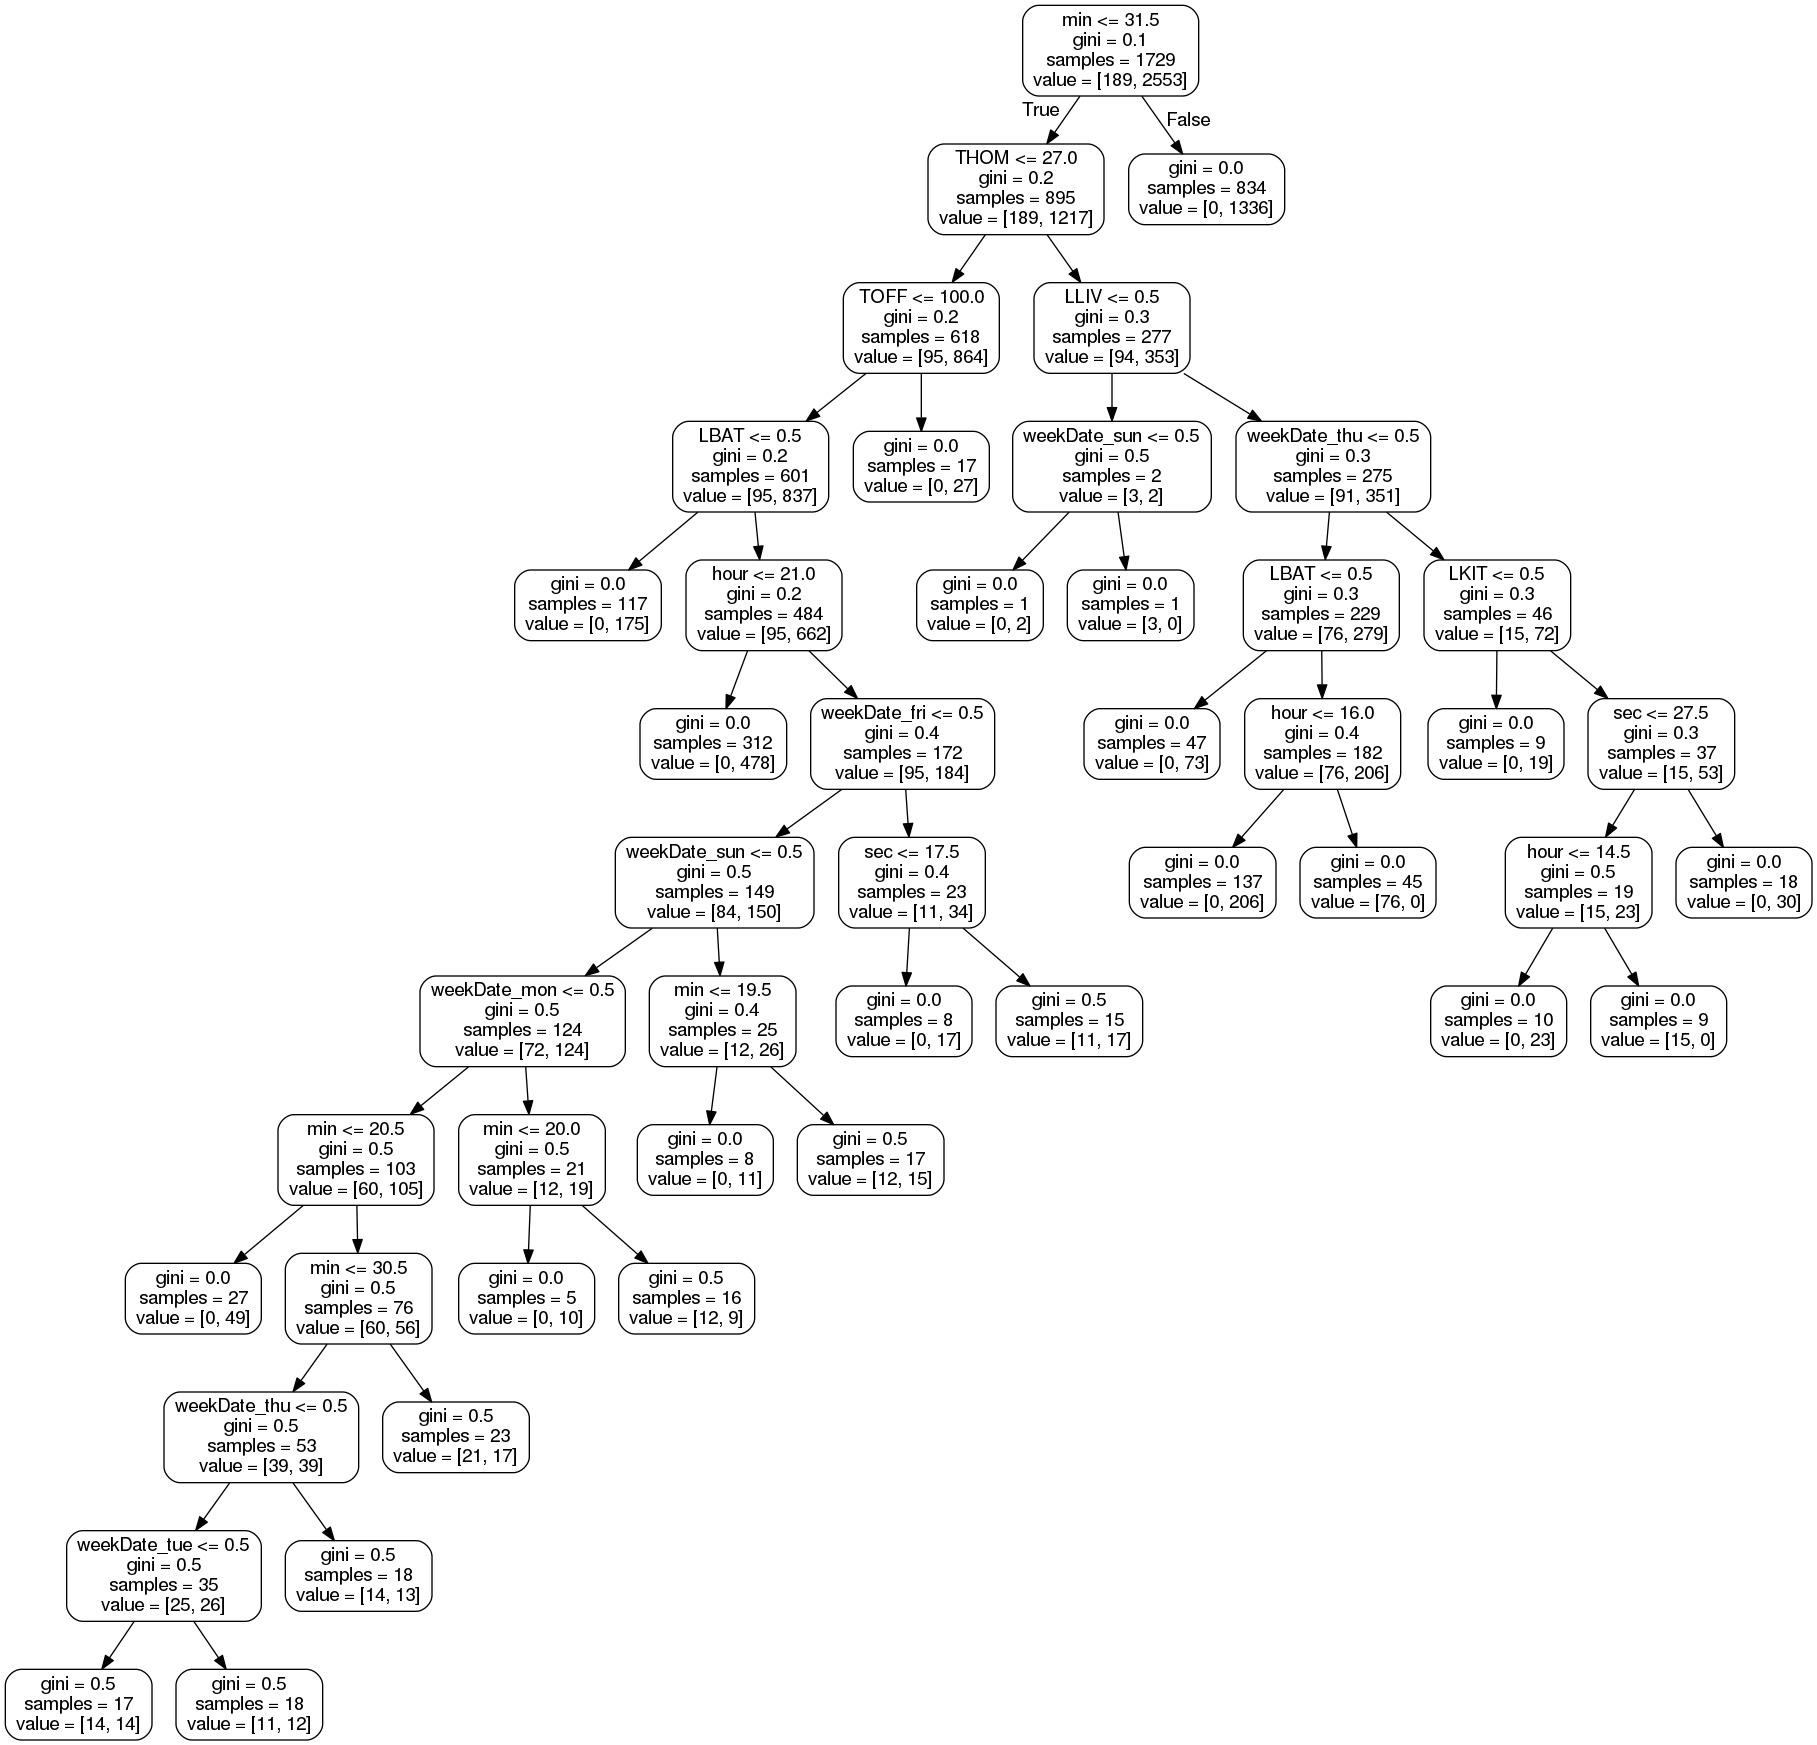 min <= 31.5
gini = 0.1
samples = 1729
value = [189, 2553]
True
False
THOM <= 27.0
gini = 0.2
samples = 895
value = [189, 1217]
gini = 0.0
samples = 834
value = [0, 1336]
TOFF <= 100.0
gini = 0.2
samples = 618
value = [95, 864]
LLIV <= 0.5
gini = 0.3
samples = 277
value = [94, 353]
LBAT <= 0.5
gini = 0.2
samples = 601
value = [95, 837]
gini = 0.0
samples = 17
value = [0, 27]
weekDate_sun <= 0.5
gini = 0.5
samples = 2
value = [3, 2]
weekDate_thu <= 0.5
gini = 0.3
samples = 275
value = [91, 351]
gini = 0.0
samples = 117
value = [0, 175]
hour <= 21.0
gini = 0.2
samples = 484
value = [95, 662]
gini = 0.0
samples = 1
value = [0, 2]
gini = 0.0
samples = 1
value = [3, 0]
LBAT <= 0.5
gini = 0.3
samples = 229
value = [76, 279]
LKIT <= 0.5
gini = 0.3
samples = 46
value = [15, 72]
gini = 0.0
samples = 312
value = [0, 478]
weekDate_fri <= 0.5
gini = 0.4
samples = 172
value = [95, 184]
gini = 0.0
samples = 47
value = [0, 73]
hour <= 16.0
gini = 0.4
samples = 182
value = [76, 206]
gini = 0.0
samples = 9
value = [0, 19]
sec <= 27.5
gini = 0.3
samples = 37
value = [15, 53]
weekDate_sun <= 0.5
gini = 0.5
samples = 149
value = [84, 150]
sec <= 17.5
gini = 0.4
samples = 23
value = [11, 34]
gini = 0.0
samples = 137
value = [0, 206]
gini = 0.0
samples = 45
value = [76, 0]
hour <= 14.5
gini = 0.5
samples = 19
value = [15, 23]
gini = 0.0
samples = 18
value = [0, 30]
weekDate_mon <= 0.5
gini = 0.5
samples = 124
value = [72, 124]
min <= 19.5
gini = 0.4
samples = 25
value = [12, 26]
gini = 0.0
samples = 8
value = [0, 17]
gini = 0.5
samples = 15
value = [11, 17]
gini = 0.0
samples = 10
value = [0, 23]
gini = 0.0
samples = 9
value = [15, 0]
min <= 20.5
gini = 0.5
samples = 103
value = [60, 105]
min <= 20.0
gini = 0.5
samples = 21
value = [12, 19]
gini = 0.0
samples = 8
value = [0, 11]
gini = 0.5
samples = 17
value = [12, 15]
gini = 0.0
samples = 27
value = [0, 49]
min <= 30.5
gini = 0.5
samples = 76
value = [60, 56]
gini = 0.0
samples = 5
value = [0, 10]
gini = 0.5
samples = 16
value = [12, 9]
weekDate_thu <= 0.5
gini = 0.5
samples = 53
value = [39, 39]
gini = 0.5
samples = 23
value = [21, 17]
weekDate_tue <= 0.5
gini = 0.5
samples = 35
value = [25, 26]
gini = 0.5
samples = 18
value = [14, 13]
gini = 0.5
samples = 17
value = [14, 14]
gini = 0.5
samples = 18
value = [11, 12]